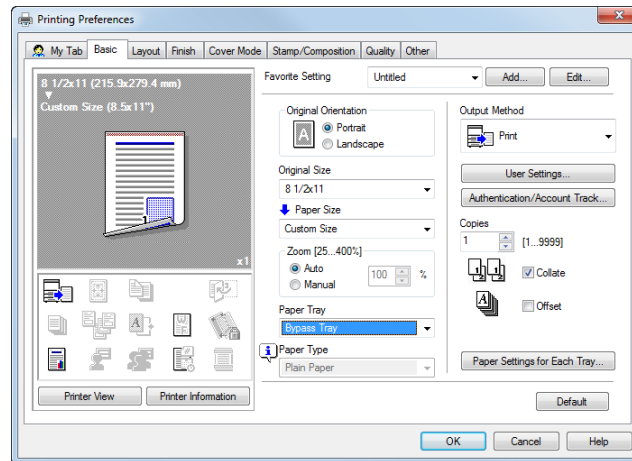 Printing Preferences
My Tab Basic Layout Finish Cover Mode Stamp/Composition Quality Other
8 1/2x11 (215.9x279.4 mm)
Custom Size (8.5x11")
1
x1
Printer View Printer Information
Favorite Setting Untitled Add... Edit...
Original Orientation
A Portrait
Landscape
Original Size
8 1/2x11
Paper Size
Custom Size
Zoom [25...400%]
Auto
Manual 100 %
Paper Tray
Bypass Tray
Paper Type
Plain Paper
Output Method
Print
User Settings...
Authentication/Account Track...
Copies
1 [1...9999]
Collate
Offset
Paper Settings for Each Tray...
Default
OK Cancel Help